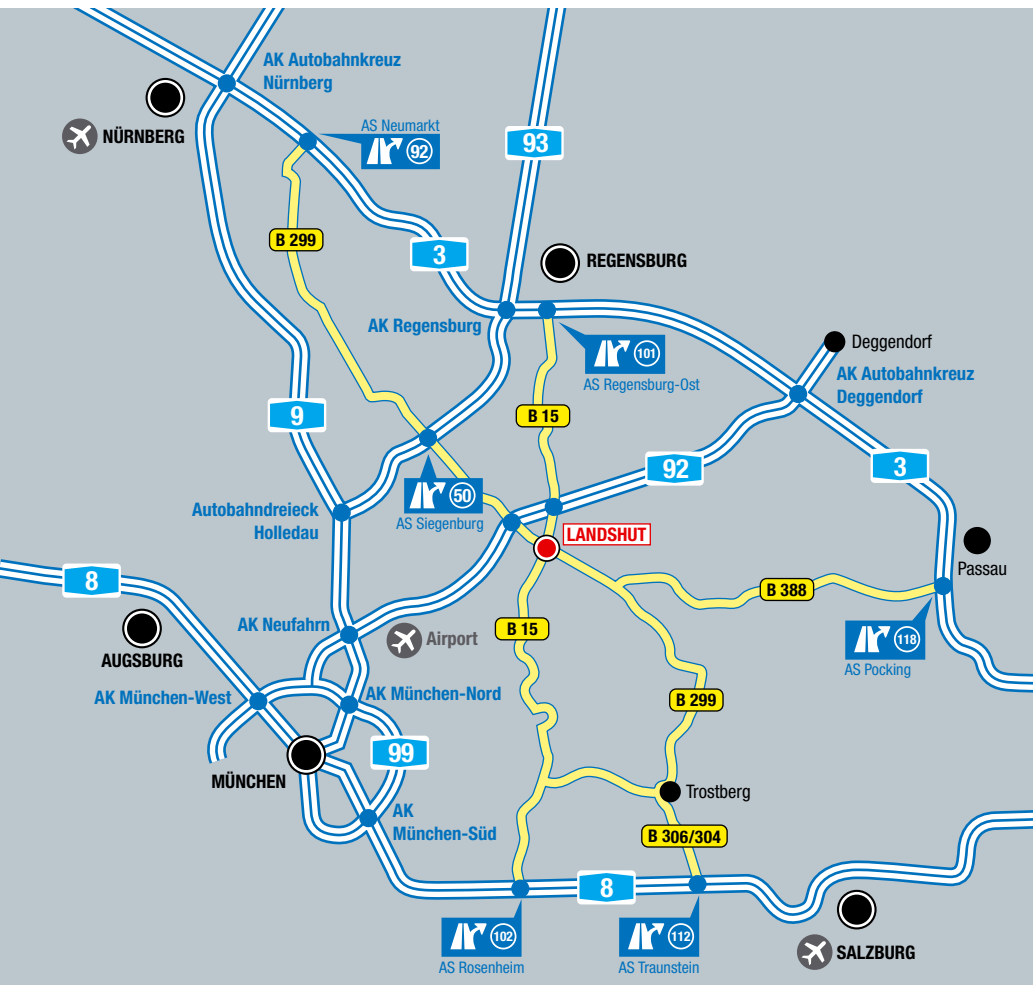 AK Autobahnkreuz
Nürnberg
NÜRNBERG
AS Neumarkt
92
93
B 299
3
REGENSBURG
AK Regensburg
101
AS Regensburg-Ost
Deggendorf
AK Autobahnkreuz
Deggendorf
9
B 15
92
3
50
AS Siegenburg
Autobahndreieck
Holledau
LANDSHUT
Passau
8
B 388
AK Neufahrn
Airport
B 15
118
AS Pocking
AUGSBURG
AK München-West
AK München-Nord
B 299
99
MÜNCHEN
Trostberg
AK
München-Süd
B 306/304
8
102
AS Rosenheim
112
AS Traunstein
SALZBURG